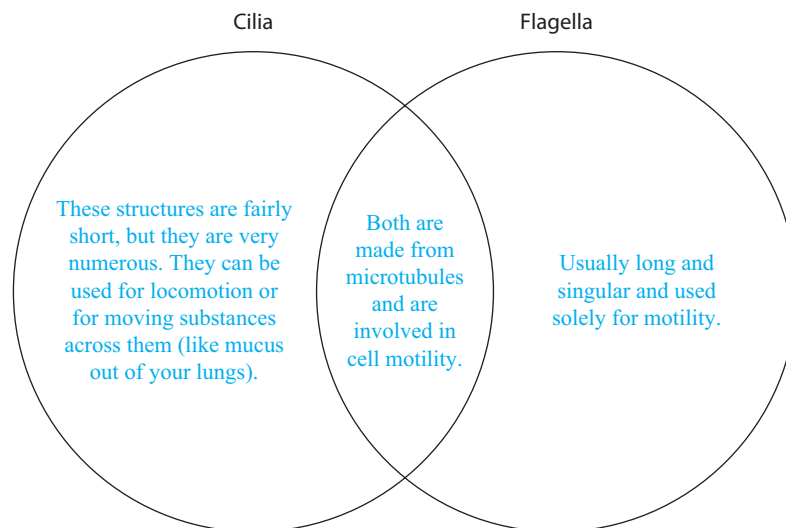 Cilia
Flagella
These structures are fairly
short, but they are very
numerous. They can be
used for locomotion or
for moving substances
across them (like mucus
out of your lungs).
Both are
made from
microtubules
and are
involved in
cell motility.
Usually long and
singular and used
solely for motility.